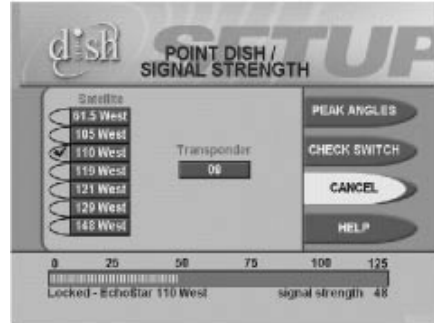 dish
SETUP
POINT DISH /
SIGNAL STRENGTH
Satellite
61.5 West
105 West
110 West
119 West
121 West
129 West
148 West
Transponder
09
PEAK ANGLES
CHECK SWITCH
CANCEL
HELP
0 25 50 75 100 125
Locked - EchoStar 110 West signal strength 48